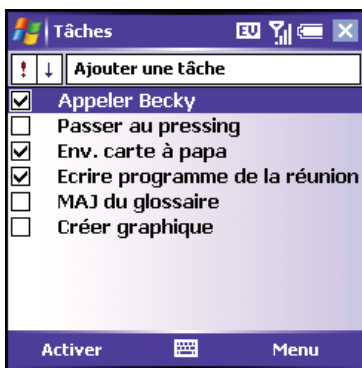 Tâches EV
! ↓ Ajouter une tâche
Appeler Becky
Passer au pressing
Env. carte à papa
Ecrire programme de la réunion
MAJ du glossaire
Créer graphique
Activer Menu